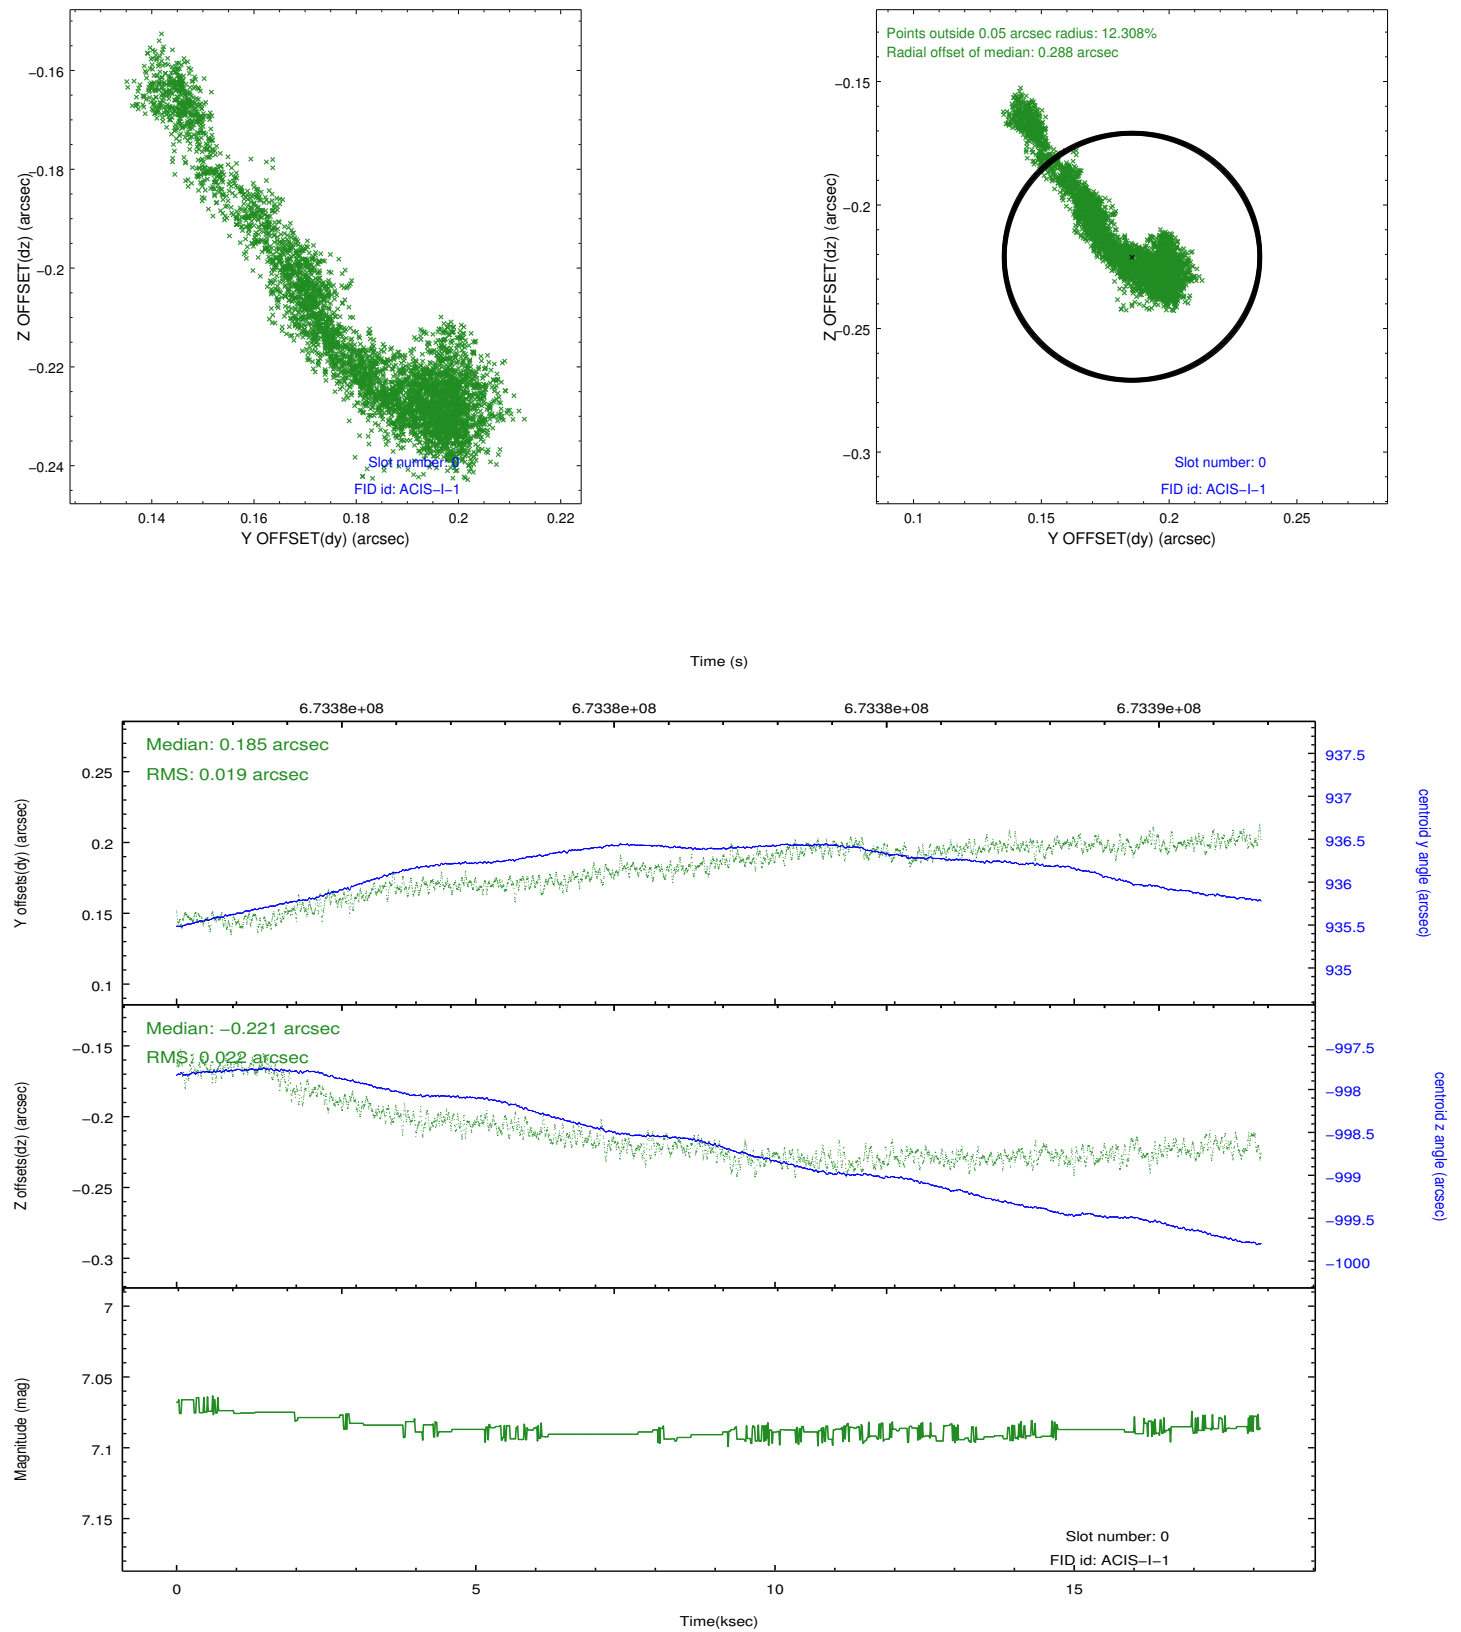 −0.16
−0.18
−0.2
−0.22
−0.24
Z OFFSET(dz) (arcsec)
0.14 0.16 0.18 0.2 0.22
Y OFFSET(dy) (arcsec)
Slot number: 0
FID id: ACIS−I−1
Points outside 0.05 arcsec radius: 12.308%
Radial offset of median: 0.288 arcsec
−0.15
−0.2
−0.25
−0.3
Z OFFSET(dz) (arcsec)
0.1 0.15 0.2 0.25
Y OFFSET(dy) (arcsec)
Slot number: 0
FID id: ACIS−I−1
Time (s)
6.7338e+08 6.7338e+08 6.7338e+08 6.7339e+08
Median: 0.185 arcsec
RMS: 0.019 arcsec
0.25
0.2
0.15
0.1
Y offsets(dy) (arcsec)
937.5
937
936.5
936
935.5
935
centroid y angle (arcsec)
Median: −0.221 arcsec
RMS: 0.022 arcsec
−0.15
−0.2
−0.25
−0.3
Z offsets(dz) (arcsec)
−997.5
−998
−998.5
−999
−999.5
−1000
centroid z angle (arcsec)
7
7.05
7.1
7.15
Magnitude (mag)
Slot number: 0
FID id: ACIS−I−1
0 5 10 15
Time(ksec)